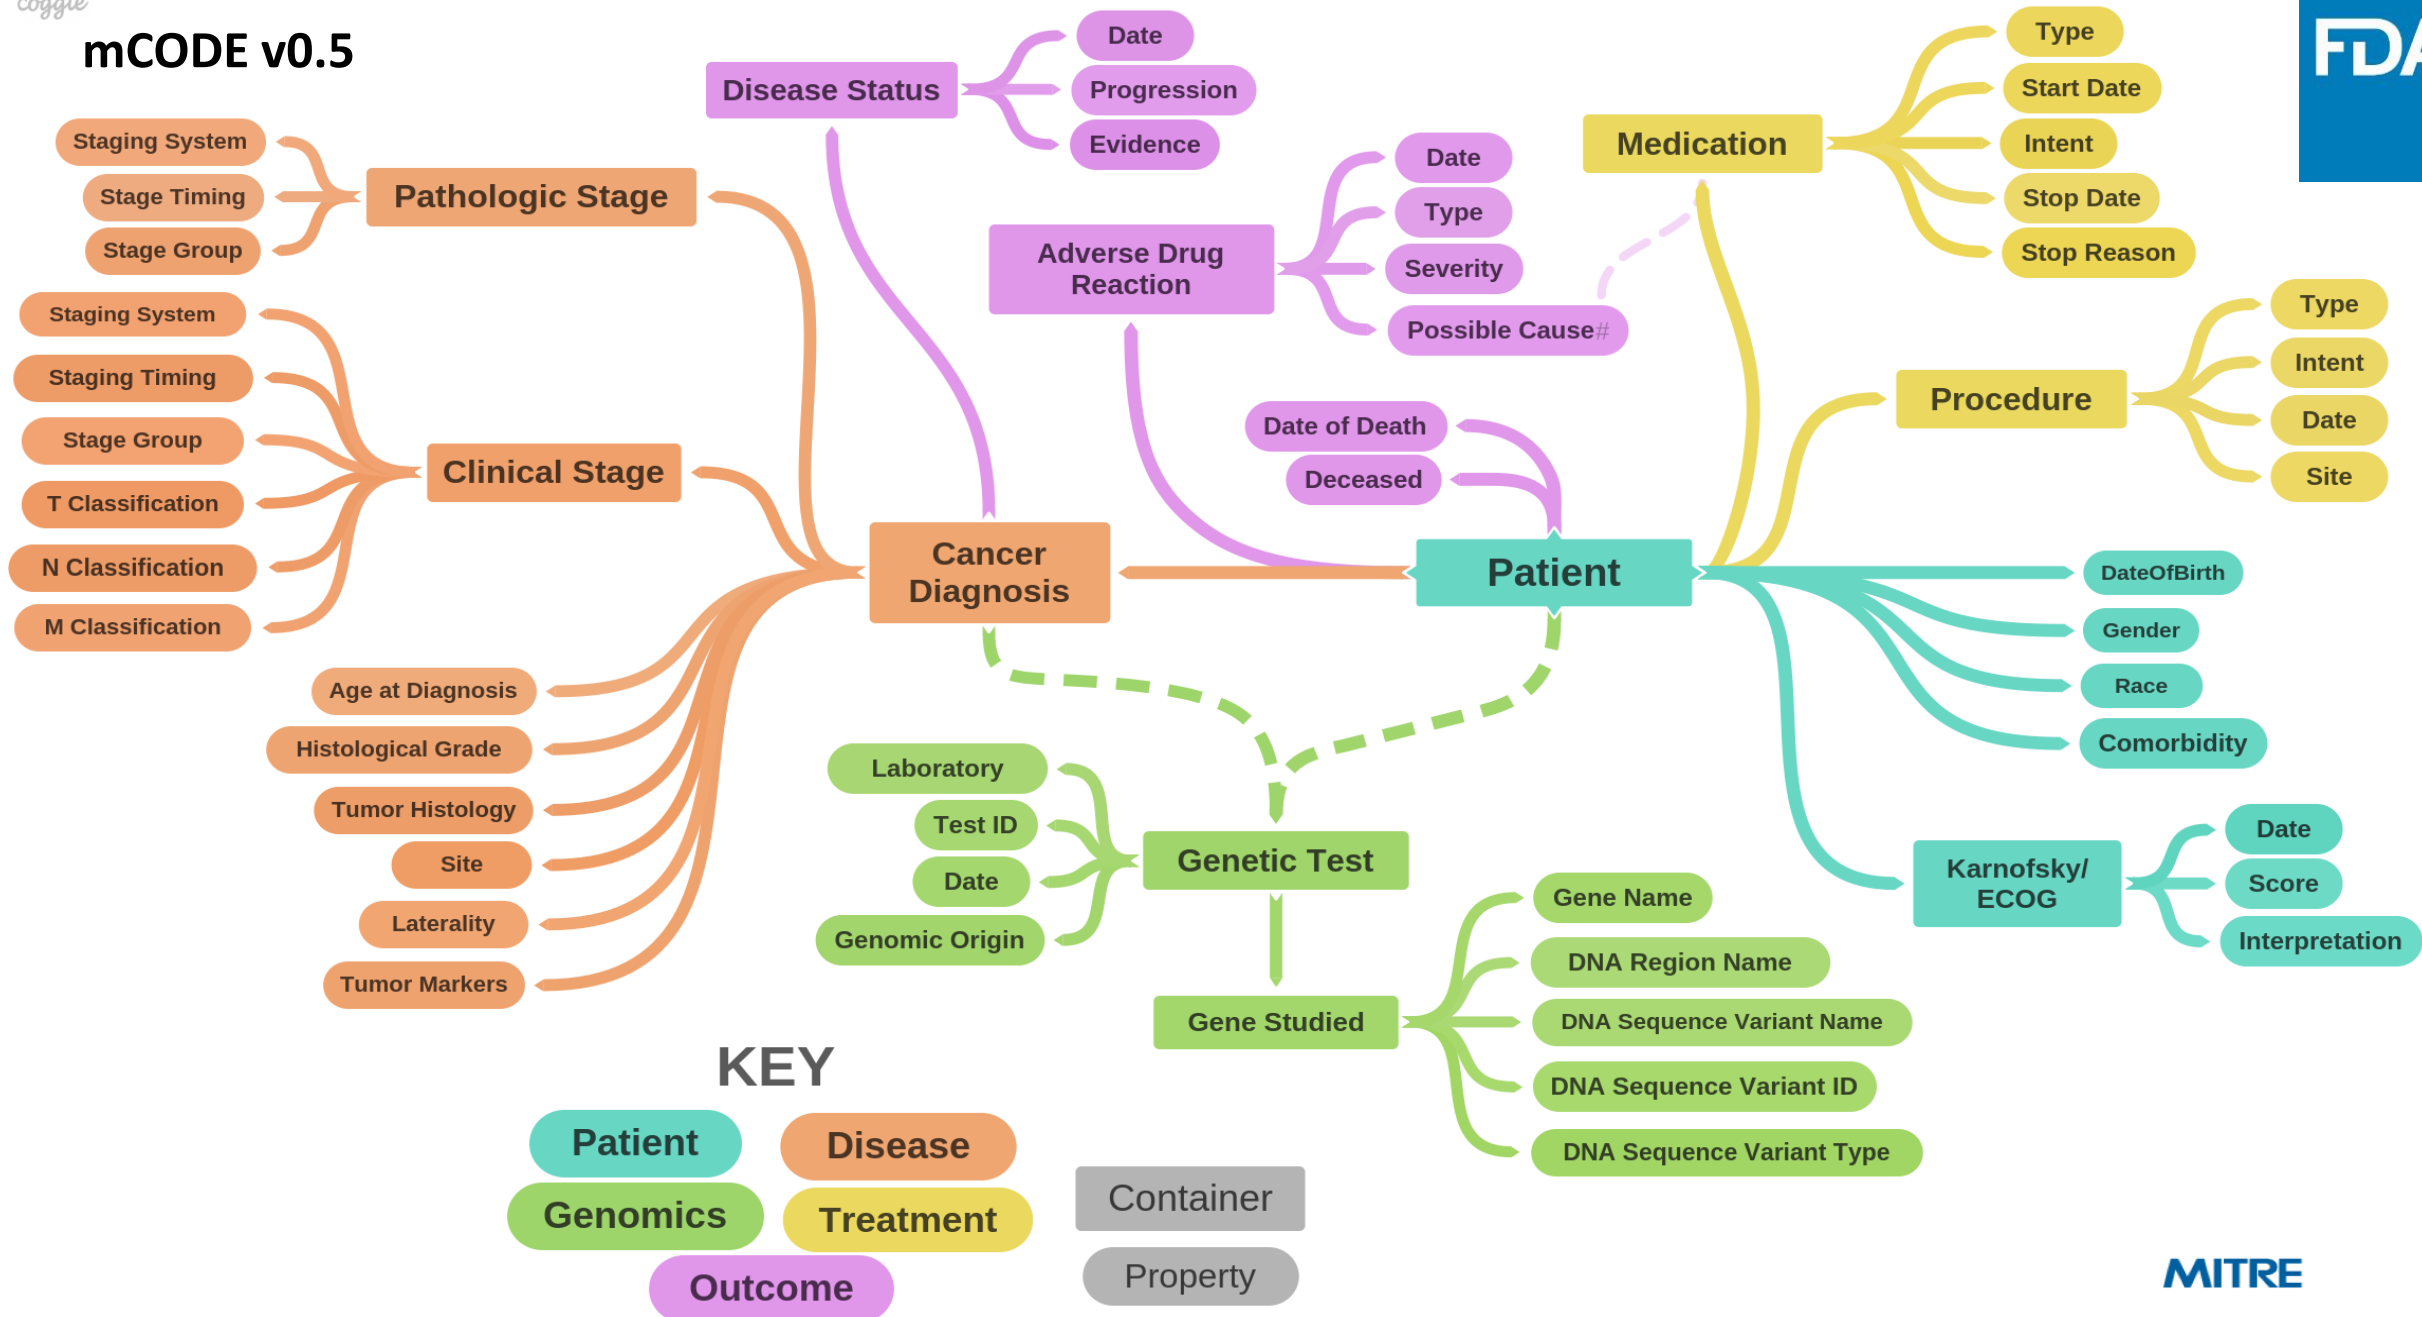 coggle
mCODE v0.5
Disease Status
Date
Progression
Evidence
Staging System
Stage Timing
Stage Group
Pathologic Stage
Staging System
Staging Timing
Stage Group
T Classification
N Classification
M Classification
Clinical Stage
Adverse Drug
Reaction
Date
Type
Severity
Possible Cause#
Medication
Type
Start Date
Intent
Stop Date
Stop Reason
Procedure
Type
Intent
Date
Site
Date of Death
Deceased
Cancer
Diagnosis
Patient
DateOfBirth
Gender
Race
Comorbidity
Age at Diagnosis
Histological Grade
Tumor Histology
Site
Laterality
Tumor Markers
Laboratory
Test ID
Date
Genomic Origin
Genetic Test
Karnofsky/
ECOG
Date
Score
Interpretation
Gene Studied
Gene Name
DNA Region Name
DNA Sequence Variant Name
DNA Sequence Variant ID
DNA Sequence Variant Type
KEY
Patient
Disease
Genomics
Treatment
Outcome
Container
Property
FDA
MITRE